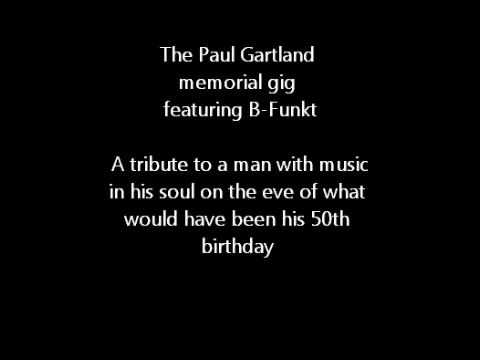 The Paul Gartland
memorial gig
featuring B-Funkt
A tribute to a man with music
in his soul on the eve of what
would have been his 50th
birthday